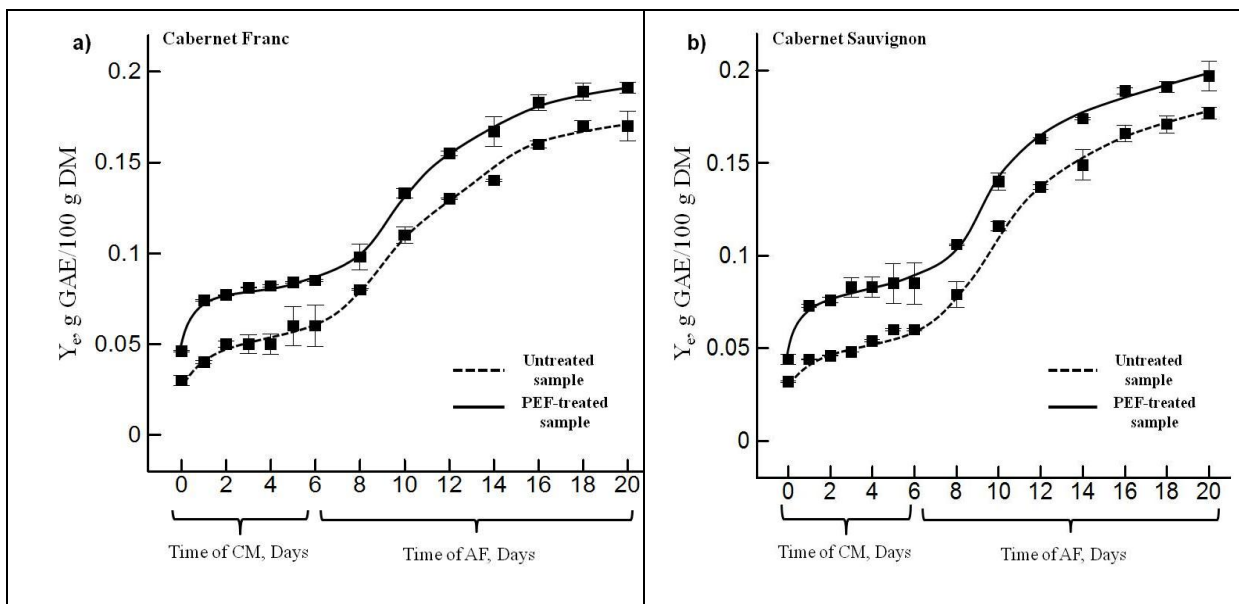 a)
Cabernet Franc
0.2
0.15
0.1
0.05
0
Yₑ, g GAE/100 g DM
Untreated
sample
PEF-treated
sample
0 2 4 6 8 10 12 14 16 18 20
Time of CM, Days
Time of AF, Days
b)
Cabernet Sauvignon
0.2
0.15
0.1
0.05
0
Yₑ, g GAE/100 g DM
Untreated
sample
PEF-treated
sample
0 2 4 6 8 10 12 14 16 18 20
Time of CM, Days
Time of AF, Days